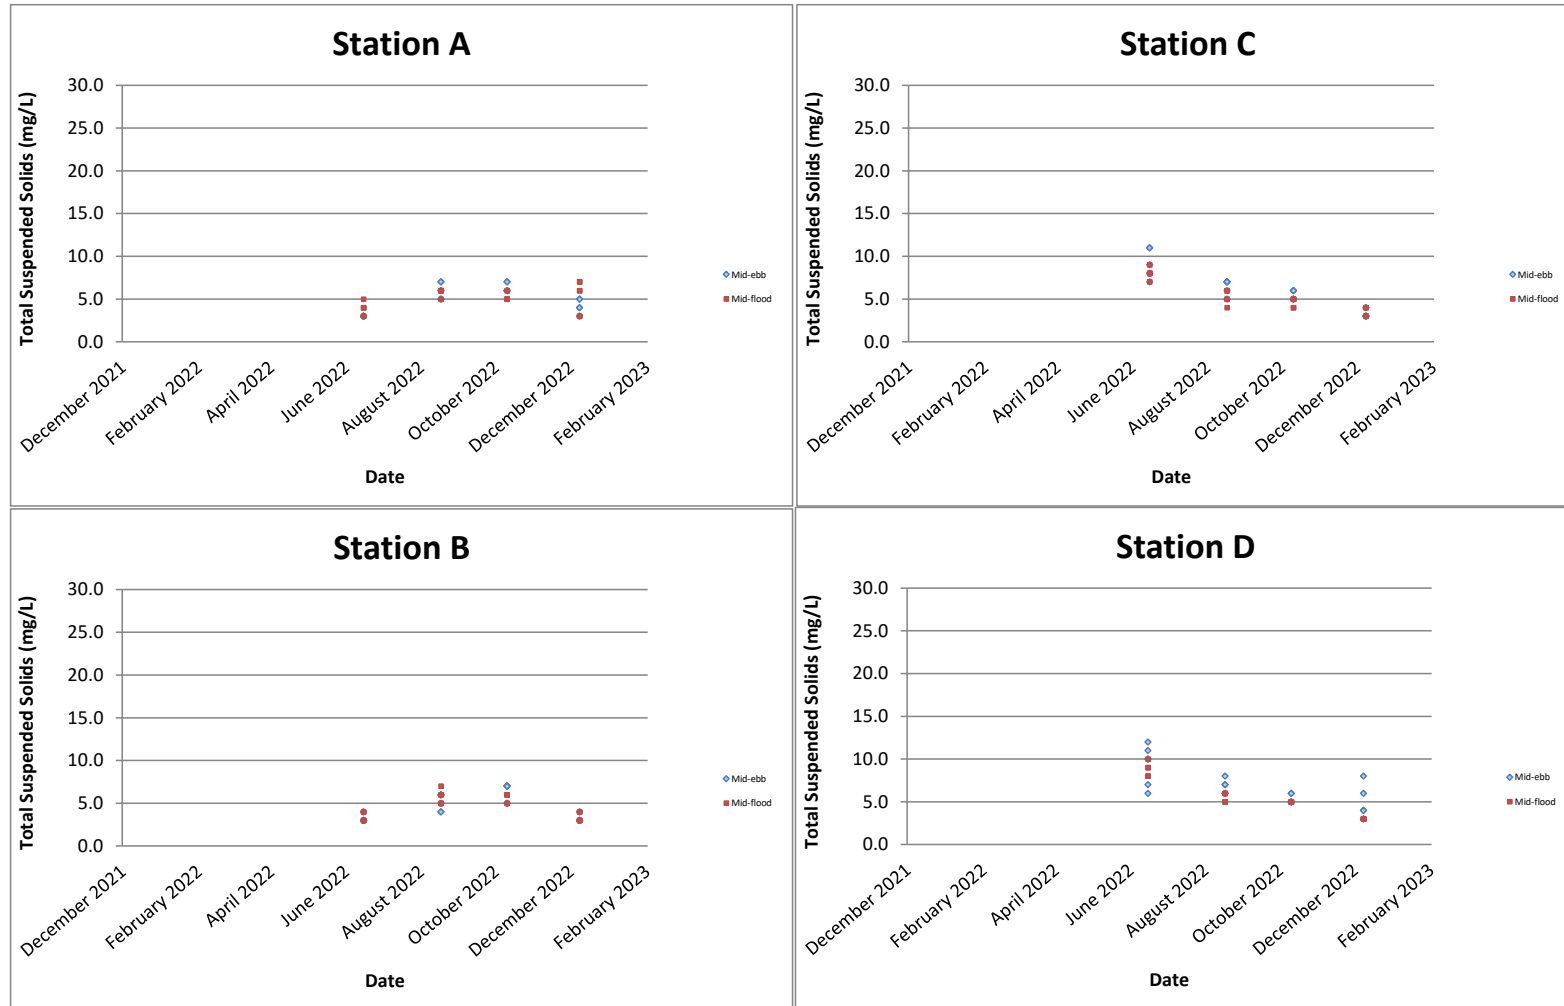 Station A
Total Suspended Solids (mg/L)
30.0
25.0
20.0
15.0
10.0
5.0
0.0
December 2021
February 2022
April 2022
June 2022
August 2022
October 2022
December 2022
February 2023
Date
Mid-ebb
Mid-flood
Station C
Total Suspended Solids (mg/L)
30.0
25.0
20.0
15.0
10.0
5.0
0.0
December 2021
February 2022
April 2022
June 2022
August 2022
October 2022
December 2022
February 2023
Date
Mid-ebb
Mid-flood
Station B
Total Suspended Solids (mg/L)
30.0
25.0
20.0
15.0
10.0
5.0
0.0
December 2021
February 2022
April 2022
June 2022
August 2022
October 2022
December 2022
February 2023
Date
Mid-ebb
Mid-flood
Station D
Total Suspended Solids (mg/L)
30.0
25.0
20.0
15.0
10.0
5.0
0.0
December 2021
February 2022
April 2022
June 2022
August 2022
October 2022
December 2022
February 2023
Date
Mid-ebb
Mid-flood